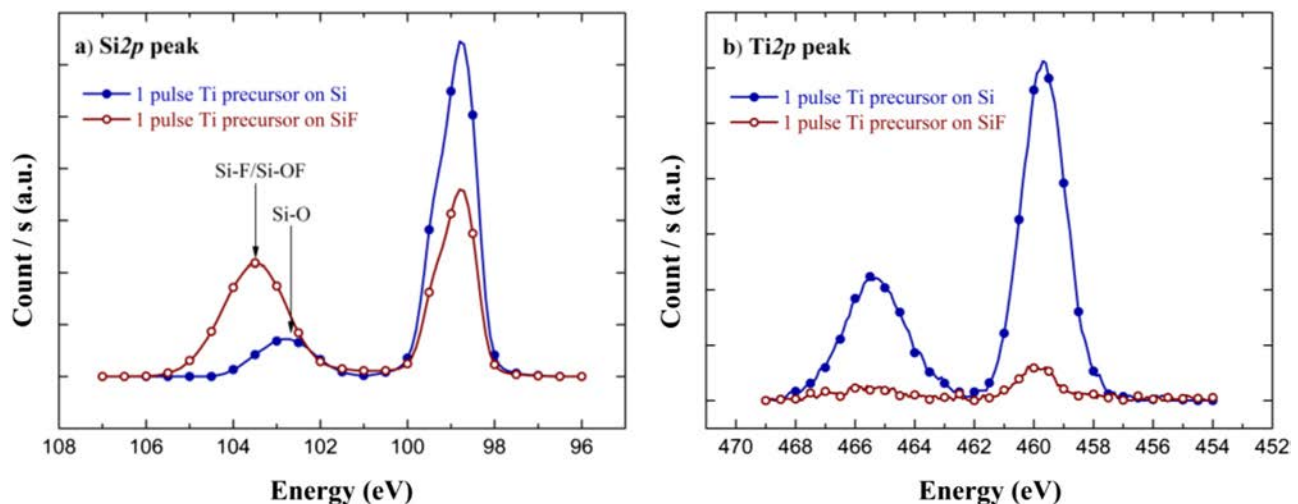 a) Si2p peak
1 pulse Ti precursor on Si
1 pulse Ti precursor on SiF
Si-F/Si-OF
Si-O
Count / s (a.u.)
108 106 104 102 100 98 96
Energy (eV)
b) Ti2p peak
1 pulse Ti precursor on Si
1 pulse Ti precursor on SiF
Count / s (a.u.)
470 468 466 464 462 460 458 456 454 452
Energy (eV)